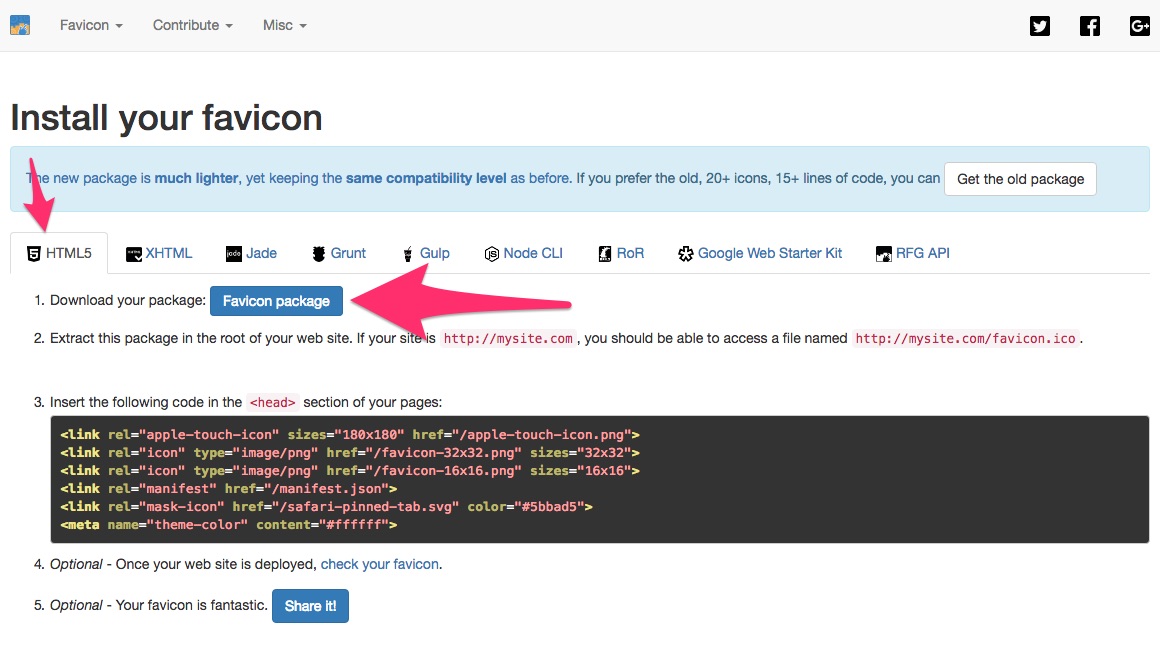 Favicon Contribute Misc
Install your favicon
The new package is much lighter, yet keeping the same compatibility level as before. If you prefer the old, 20+ icons, 15+ lines of code, you can Get the old package
HTML5 XHTML Jade Grunt Gulp Node CLI RoR Google Web Starter Kit RFG API
1. Download your package: Favicon package
2. Extract this package in the root of your web site. If your site is http://mysite.com, you should be able to access a file named http://mysite.com/favicon.ico.
3. Insert the following code in the <head> section of your pages:
<link rel="apple-touch-icon" sizes="180x180" href="/apple-touch-icon.png">
<link rel="icon" type="image/png" href="/favicon-32x32.png" sizes="32x32">
<link rel="icon" type="image/png" href="/favicon-16x16.png" sizes="16x16">
<link rel="manifest" href="/manifest.json">
<link rel="mask-icon" href="/safari-pinned-tab.svg" color="#5bbad5">
<meta name="theme-color" content="#ffffff">
4. Optional - Once your web site is deployed, check your favicon.
5. Optional - Your favicon is fantastic. Share it!